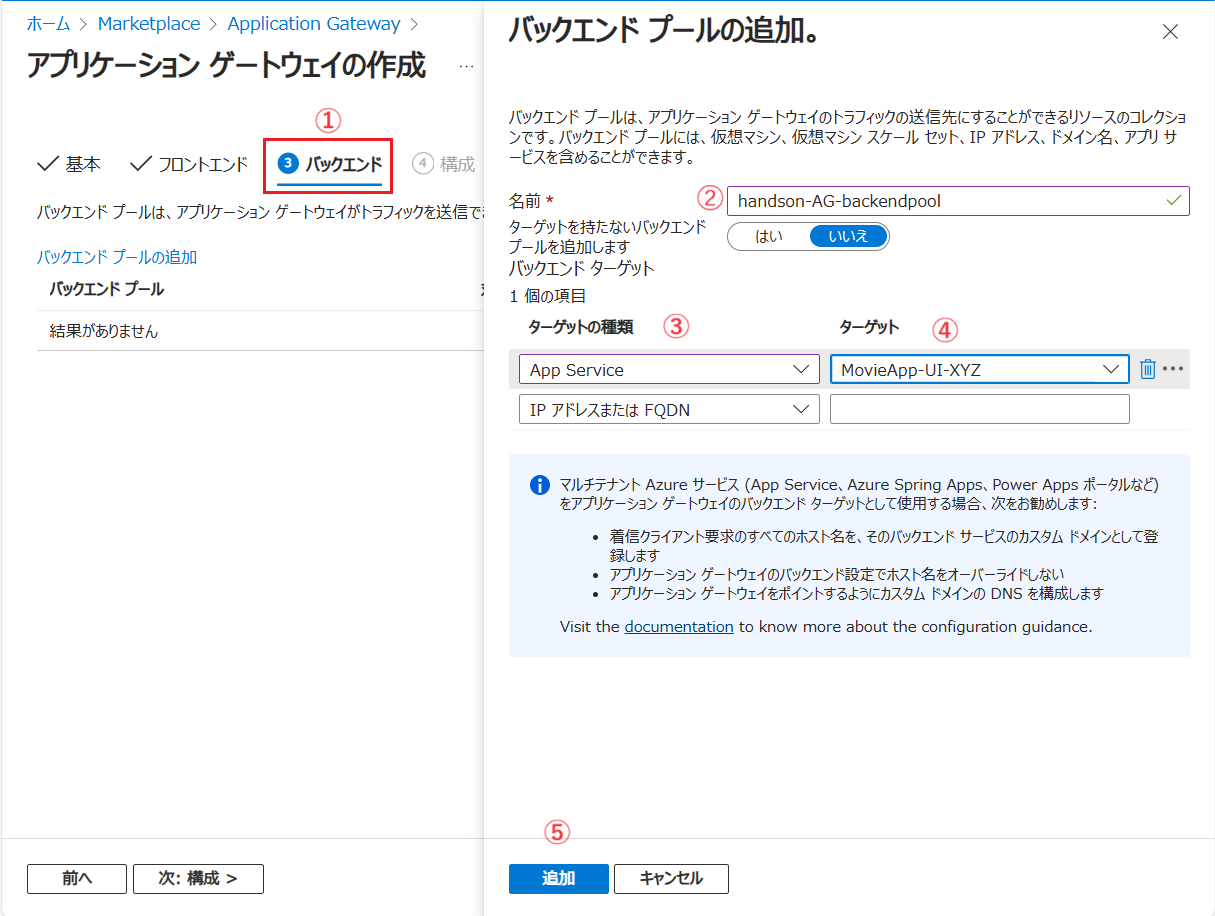 ホーム > Marketplace > Application Gateway >
アプリケーション ゲートウェイの作成 ...
①
基本 フロントエンド 3 バックエンド 4 構成
バックエンド プールは、アプリケーション ゲートウェイがトラフィックを送信でき
バックエンド プールの追加
バックエンド プール
結果がありません
前へ 次: 構成 >
バックエンド プールの追加。
バックエンド プールは、アプリケーション ゲートウェイのトラフィックの送信先にすることができるリソースのコレクショ
ンです。バックエンド プールには、仮想マシン、仮想マシン スケール セット、IP アドレス、ドメイン名、アプリ サ
ービスを含めることができます。
名前 * ② handson-AG-backendpool
ターゲットを持たないバックエンド
プールを追加します
はい いいえ
バックエンド ターゲット
1 個の項目
ターゲットの種類 ③ ターゲット ④
App Service MovieApp-UI-XYZ
IP アドレスまたは FQDN
マルチテナント Azure サービス (App Service、Azure Spring Apps、Power Apps ポータルなど)
をアプリケーション ゲートウェイのバックエンド ターゲットとして使用する場合、次をお勧めします:
• 着信クライアント要求のすべてのホスト名を、そのバックエンド サービスのカスタム ドメインとして登
録します
• アプリケーション ゲートウェイのバックエンド設定でホスト名をオーバーライドしない
• アプリケーション ゲートウェイをポイントするようにカスタム ドメインの DNS を構成します
Visit the documentation to know more about the configuration guidance.
⑤
追加 キャンセル